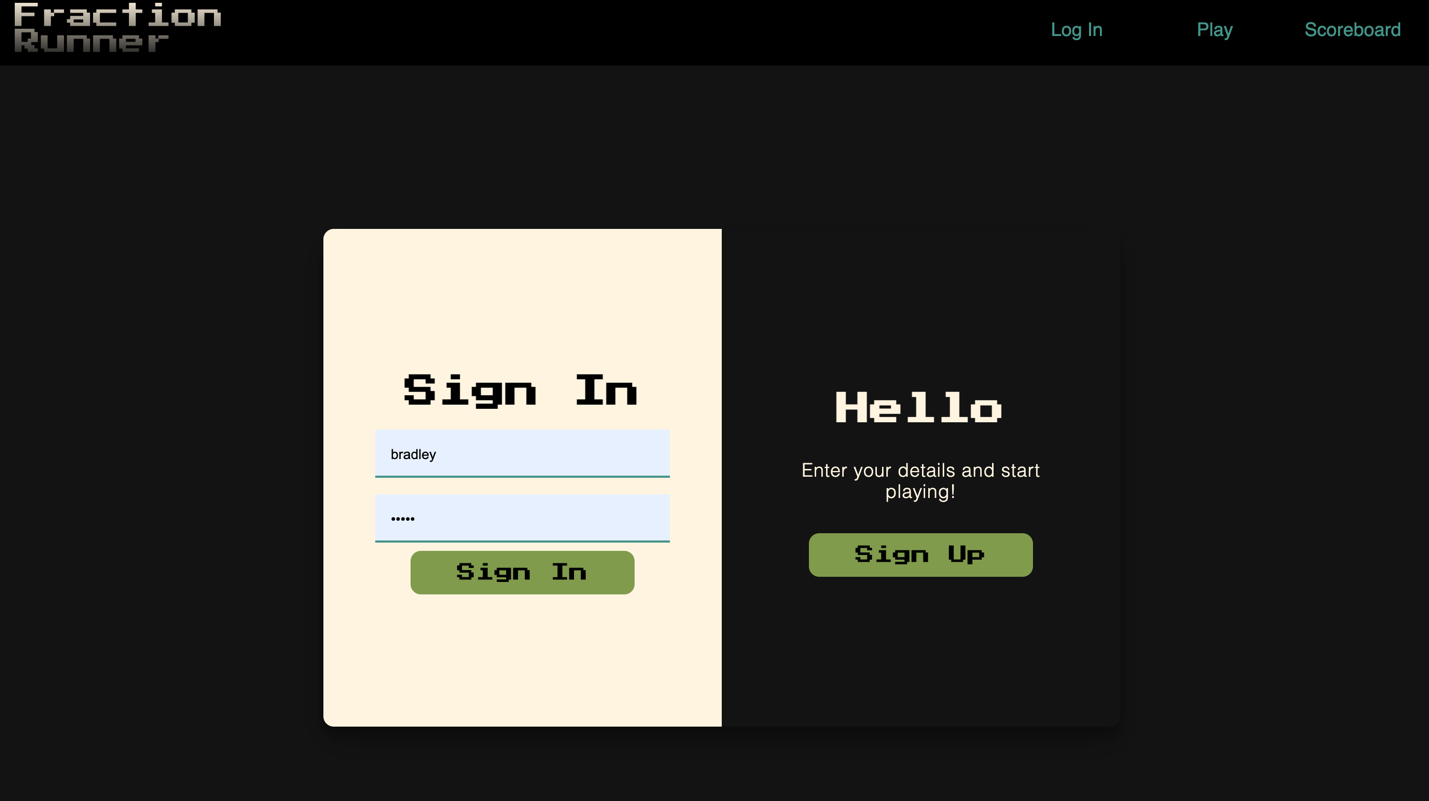 Fraction
Runner
Log In
Play
Scoreboard
Sign In
bradley
•••••
Sign In
Hello
Enter your details and start
playing!
Sign Up